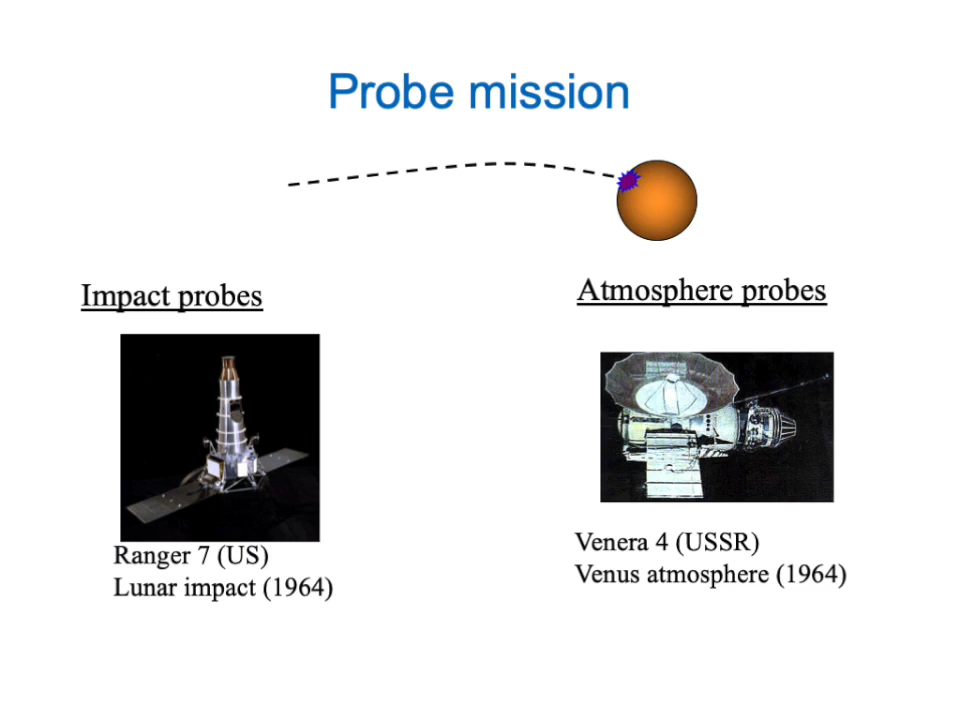 Probe mission
Impact probes
Atmosphere probes
Ranger 7 (US)
Lunar impact (1964)
Venera 4 (USSR)
Venus atmosphere (1964)